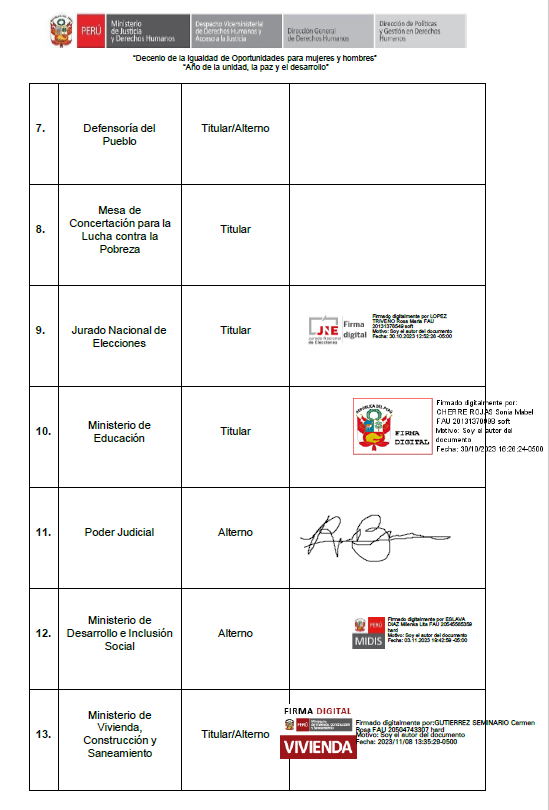 PERÚ
Ministerio
de Justicia
y Derechos Humanos
Despacho Viceministerial
de Derechos Humanos y
Acceso a la Justicia
Dirección General
de Derechos Humanos
Dirección de Políticas
y Gestión en Derechos
Humanos
"Decenio de la Igualdad de Oportunidades para mujeres y hombres"
"Año de la unidad, la paz y el desarrollo"
7.
Defensoría del
Pueblo
Titular/Alterno
8.
Mesa de
Concertación para la
Lucha contra la
Pobreza
Titular
9.
Jurado Nacional de
Elecciones
Titular
JNE
Jurado Nacional
de Elecciones
Firma
digital
Firmado digitalmente por LOPEZ
TRIVEÑO Rosa Maria FAU
20131378549 soft
Motivo: Soy el autor del documento
Fecha: 30.10.2023 12:52:28 -05:00
10.
Ministerio de
Educación
Titular
REPUBLICA DEL PERU
FIRMA
DIGITAL
Firmado digitalmente por:
CHERRE ROJAS Sonia Mabel
FAU 20131370998 soft
Motivo: Soy el autor del
documento
Fecha: 30/10/2023 16:26:24-0500
11.
Poder Judicial
Alterno
12.
Ministerio de
Desarrollo e Inclusión
Social
Alterno
PERÚ
MIDIS
Firmado digitalmente por ESLAVA
DIAZ Milenka Lita FAU 20545565359
hard
Motivo: Soy el autor del documento
Fecha: 03.11.2023 19:42:59 -05:00
13.
Ministerio de
Vivienda,
Construcción y
Saneamiento
Titular/Alterno
FIRMA DIGITAL
PERÚ
VIVIENDA
Firmado digitalmente por:GUTIERREZ SEMINARIO Carmen
Rosa FAU 20504743307 hard
Motivo: Soy el autor del documento
Fecha: 2023/11/08 13:35:29-0500